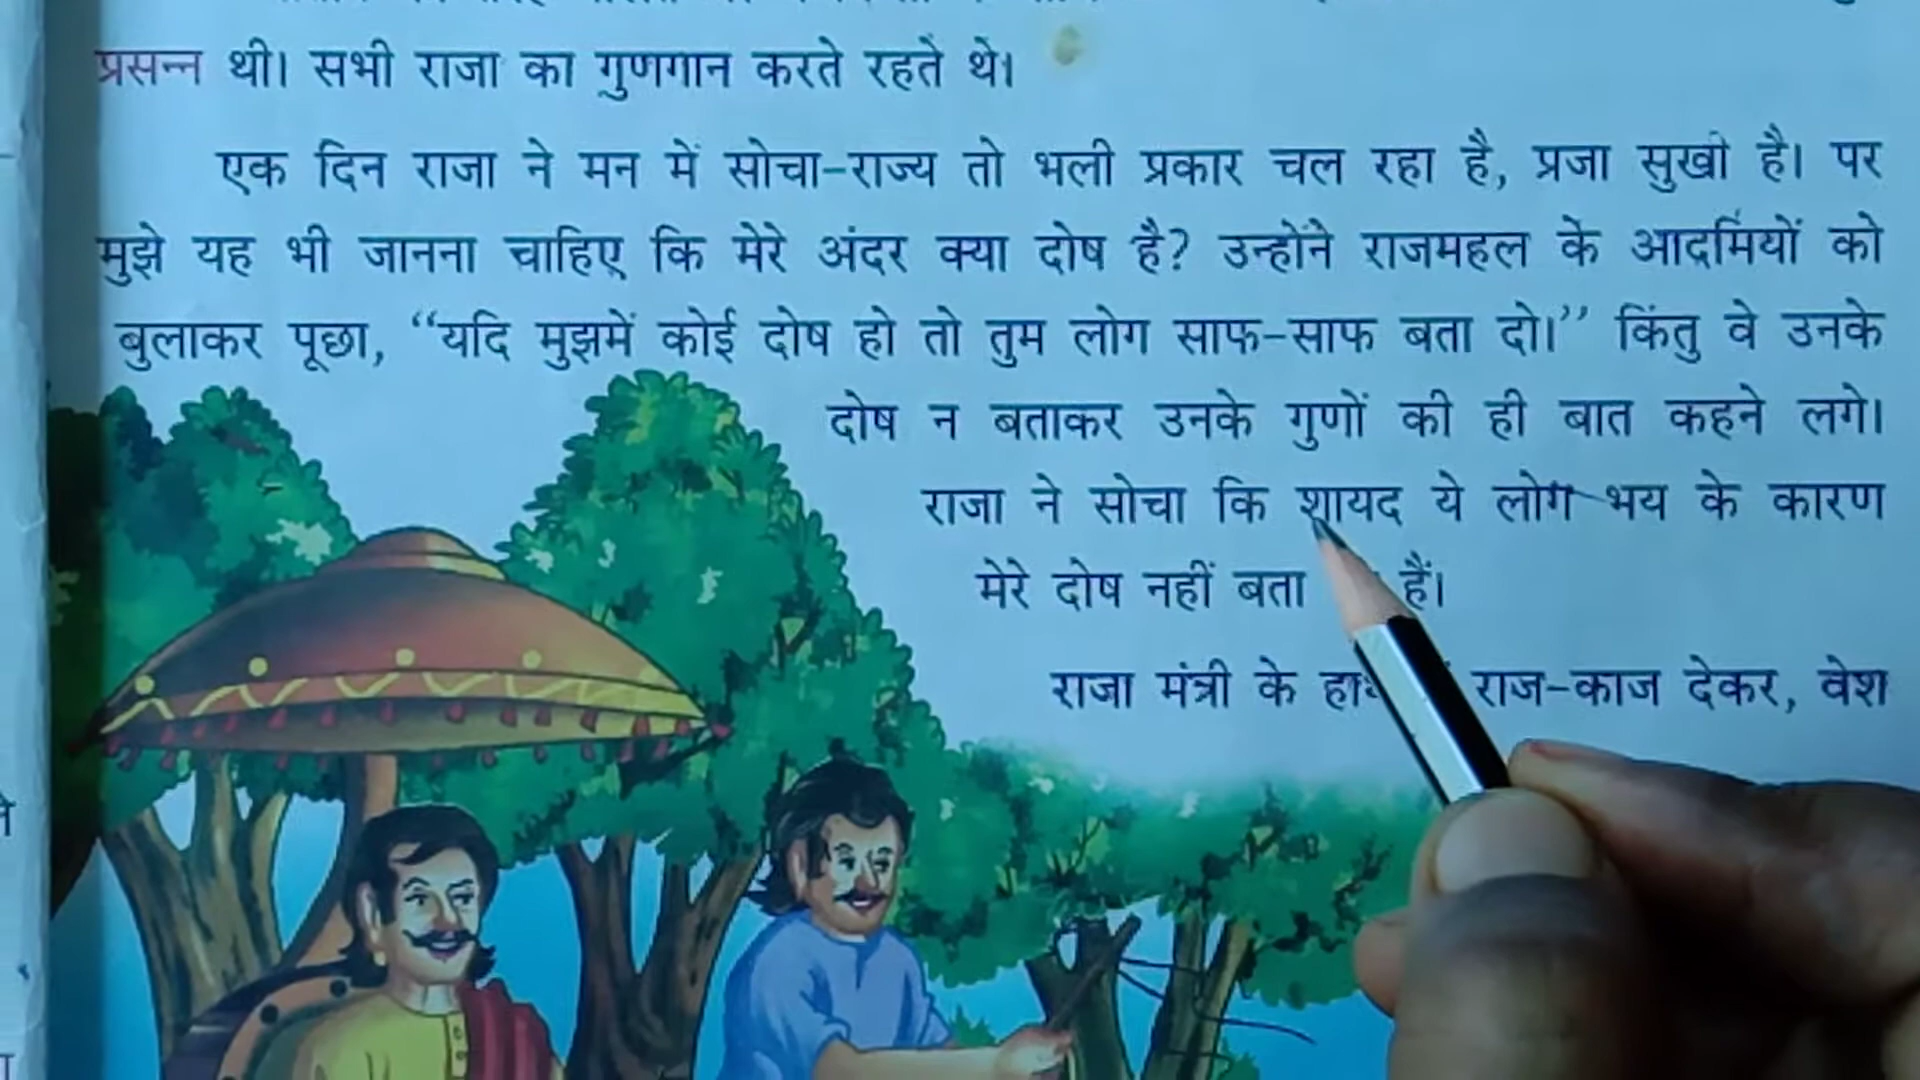 प्रसन्न थी। सभी राजा का गुणगान करते रहते थे।
एक दिन राजा ने मन में सोचा-राज्य तो भली प्रकार चल रहा है, प्रजा सुखी है। पर
मुझे यह भी जानना चाहिए कि मेरे अंदर क्या दोष है? उन्होंने राजमहल के आदमियों को
बुलाकर पूछा, “यदि मुझमें कोई दोष हो तो तुम लोग साफ-साफ बता दो।” किंतु वे उनके
दोष न बताकर उनके गुणों की ही बात कहने लगे।
राजा ने सोचा कि शायद ये लोग भय के कारण
मेरे दोष नहीं बता हैं।
राजा मंत्री के राज-काज देकर, वेश